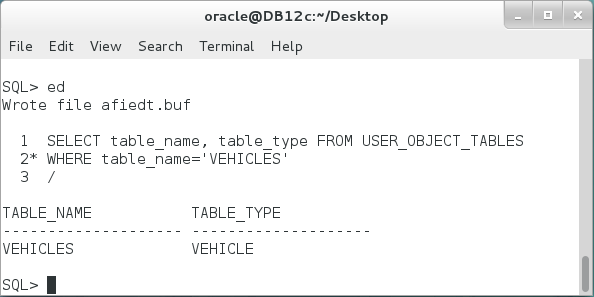 oracle@DB12c:~/Desktop
File Edit View Search Terminal Help
SQL> ed
Wrote file afiedt.buf
1 SELECT table_name, table_type FROM USER_OBJECT_TABLES
2* WHERE table_name='VEHICLES'
3 /
TABLE_NAME TABLE_TYPE
-------------------- --------------------
VEHICLES VEHICLE
SQL>